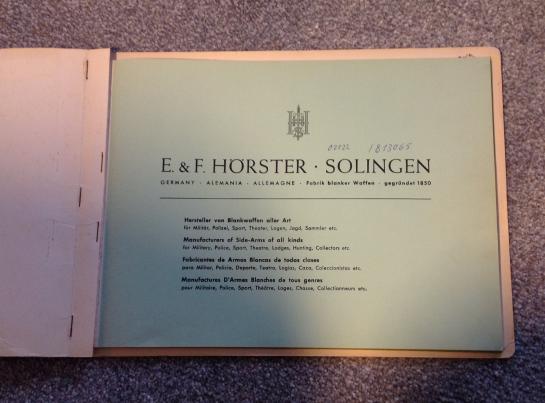 02122 1813065
E. & F. HÖRSTER · SOLINGEN
GERMANY · ALEMANIA · ALLEMAGNE · Fabrik blanker Waffen · gegründet 1850
Hersteller von Blankwaffen aller Art
für Militär, Polizei, Sport, Theater, Logen, Jagd, Sammler etc.
Manufacturers of Side-Arms of all kinds
for Military, Police, Sport, Theatre, Lodges, Hunting, Collectors etc.
Fabricantes de Armas Blancas de todas clases
para Militar, Policia, Deporte, Teatro, Logias, Caza, Coleccionistas etc.
Manufactures D'Armes Blanches de tous genres
pour Militaire, Police, Sport, Théâtre, Loges, Chasse, Collectionneurs etc.